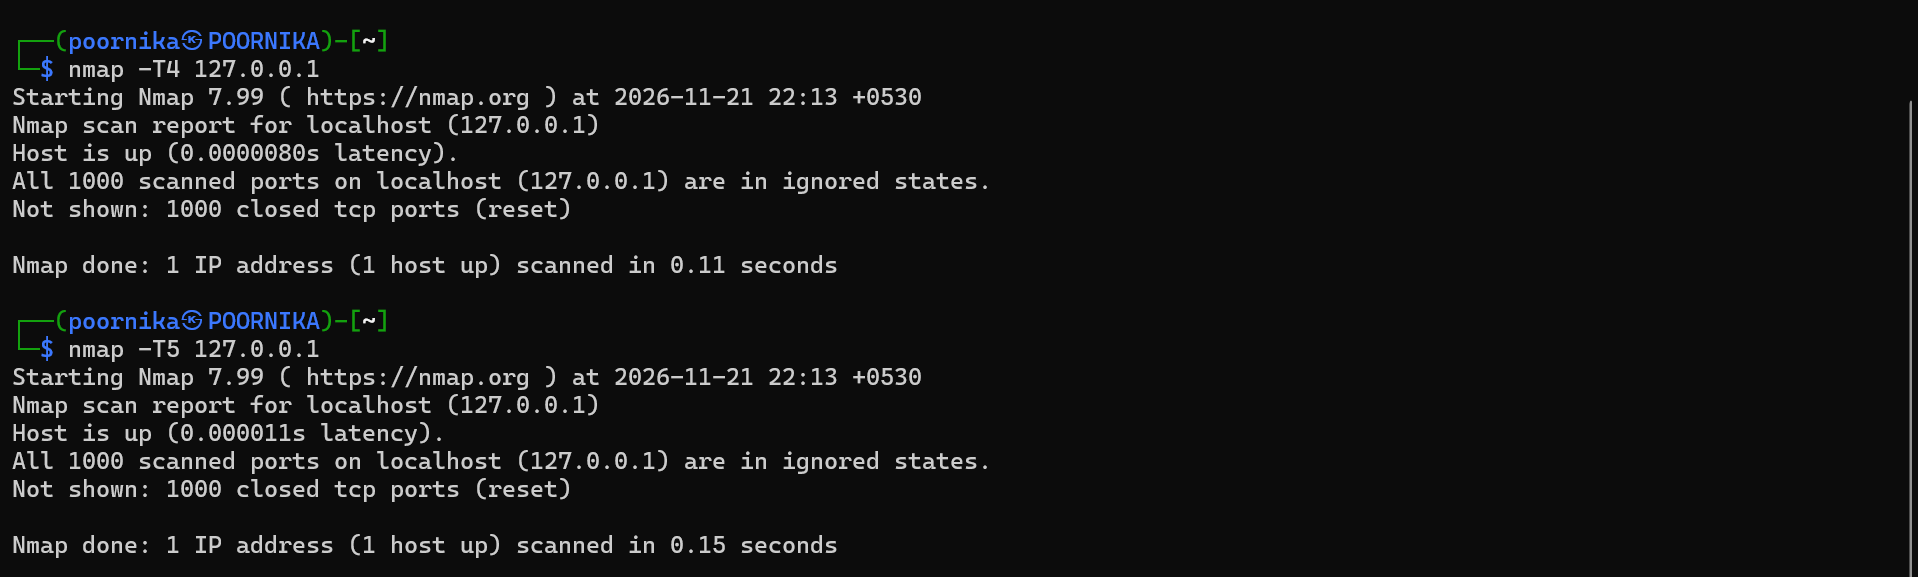 ┌──(poornika㉿POORNIKA)-[~]
└─$ nmap -T4 127.0.0.1
Starting Nmap 7.99 ( https://nmap.org ) at 2026-11-21 22:13 +0530
Nmap scan report for localhost (127.0.0.1)
Host is up (0.0000080s latency).
All 1000 scanned ports on localhost (127.0.0.1) are in ignored states.
Not shown: 1000 closed tcp ports (reset)
Nmap done: 1 IP address (1 host up) scanned in 0.11 seconds
┌──(poornika㉿POORNIKA)-[~]
└─$ nmap -T5 127.0.0.1
Starting Nmap 7.99 ( https://nmap.org ) at 2026-11-21 22:13 +0530
Nmap scan report for localhost (127.0.0.1)
Host is up (0.000011s latency).
All 1000 scanned ports on localhost (127.0.0.1) are in ignored states.
Not shown: 1000 closed tcp ports (reset)
Nmap done: 1 IP address (1 host up) scanned in 0.15 seconds